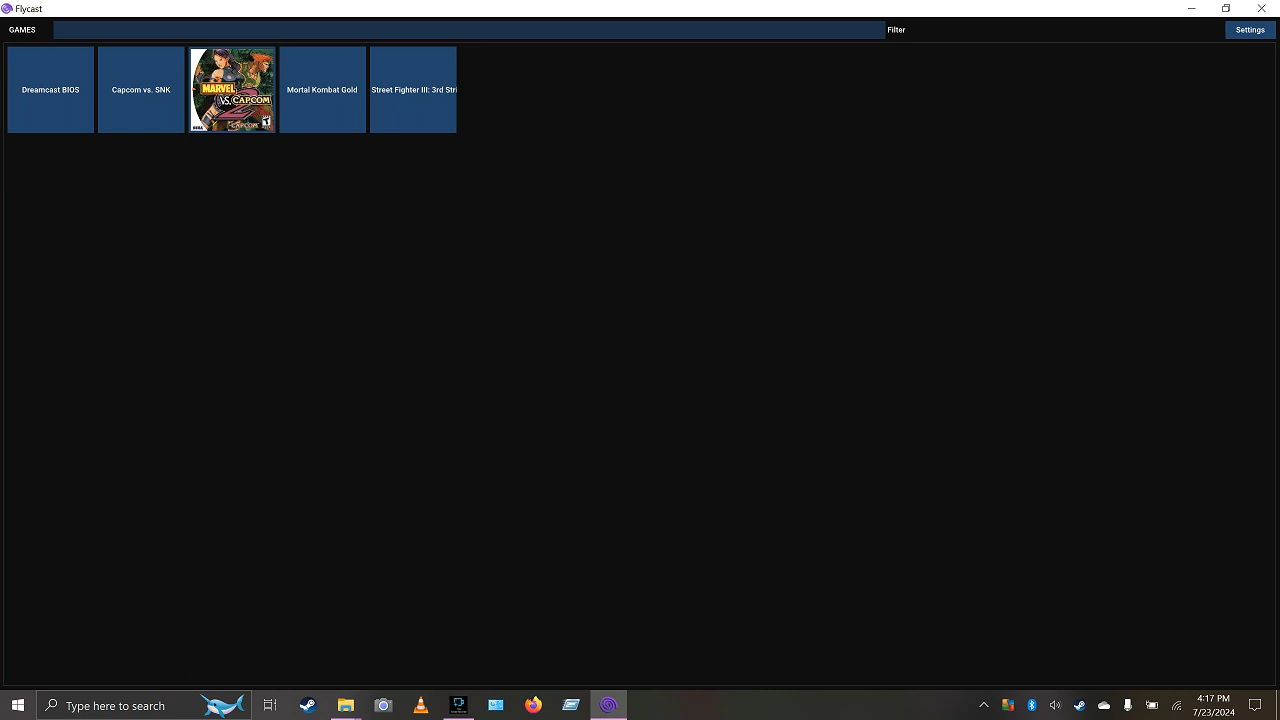 Flycast
GAMES
Filter
Settings
Dreamcast BIOS
Capcom vs. SNK
MARVEL
VS. CAPCOM
2
CAPCOM
T
Mortal Kombat Gold
Street Fighter III: 3rd Stri
Type here to search
4:17 PM
7/23/2024